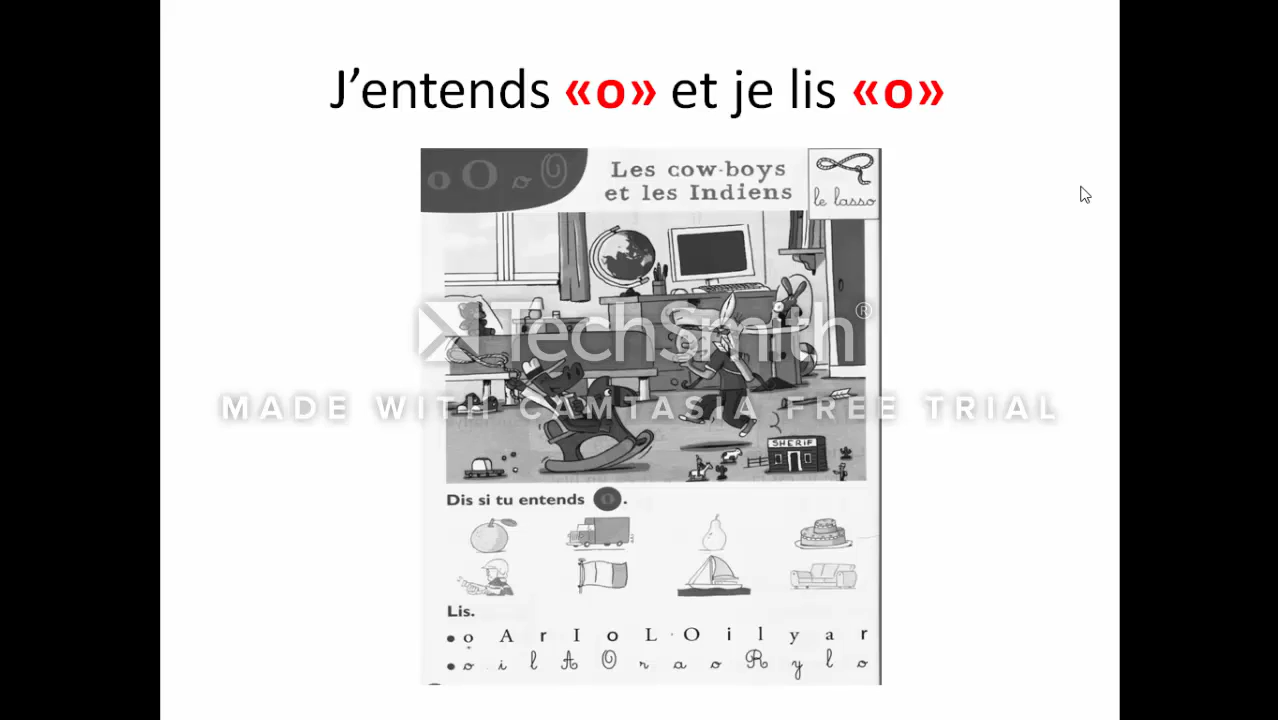 J’entends «o» et je lis «o»
o O o O
Les cow-boys
et les Indiens
le lasso
TechSmith®
MADE WITH CAMTASIA FREE TRIAL
SHERIF
Dis si tu entends o.
Lis.
• o A r I o L O i l y a r
• o i l A O r a o R y l o